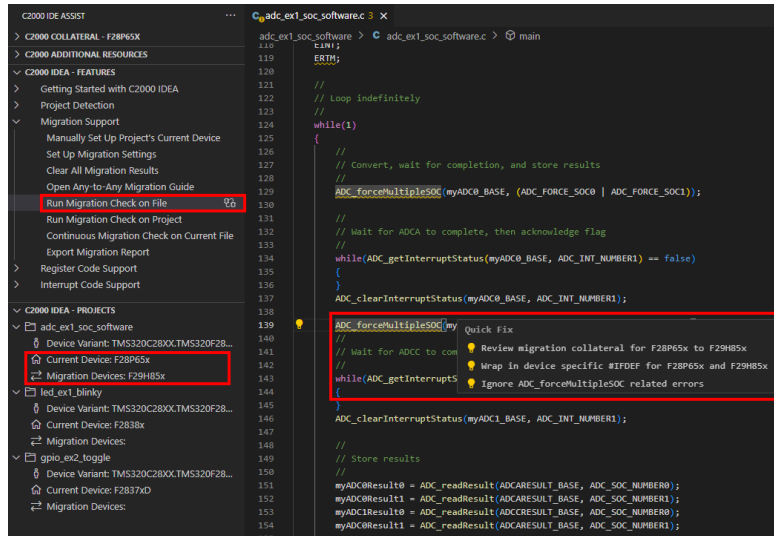 C2000 IDE ASSIST
...
> C2000 COLLATERAL - F28P65X
> C2000 ADDITIONAL RESOURCES
C2000 IDEA - FEATURES
> Getting Started with C2000 IDEA
> Project Detection
Migration Support
Manually Set Up Project's Current Device
Set Up Migration Settings
Clear All Migration Results
Open Any-to-Any Migration Guide
Run Migration Check on File
Run Migration Check on Project
Continuous Migration Check on Current File
Export Migration Report
> Register Code Support
> Interrupt Code Support
C2000 IDEA - PROJECTS
adc_ex1_soc_software
Device Variant: TMS320C28XX.TMS320F28...
Current Device: F28P65x
Migration Devices: F29H85x
led_ex1_blinky
Device Variant: TMS320C28XX.TMS320F28...
Current Device: F2838x
Migration Devices:
gpio_ex2_toggle
Device Variant: TMS320C28XX.TMS320F28...
Current Device: F2837xD
Migration Devices:
adc_ex1_soc_software.c 3 ×
adc_ex1_soc_software > C adc_ex1_soc_software.c > main
118 EINT;
119 ERTM;
120
121 //
122 // Loop indefinitely
123 //
124 while(1)
125 {
126 //
127 // Convert, wait for completion, and store results
128 //
129 ADC_forceMultipleSOC(myADC0_BASE, (ADC_FORCE_SOC0 | ADC_FORCE_SOC1));
130
131 //
132 // Wait for ADCA to complete, then acknowledge flag
133 //
134 while(ADC_getInterruptStatus(myADC0_BASE, ADC_INT_NUMBER1) == false)
135 {
136 }
137 ADC_clearInterruptStatus(myADC0_BASE, ADC_INT_NUMBER1);
138
139 ADC_forceMultipleSOC(my
140 //
141 // Wait for ADCC to com
142 //
143 while(ADC_getInterruptS
144 {
145 }
146 ADC_clearInterruptStatus(myADC1_BASE, ADC_INT_NUMBER1);
147
148 //
149 // Store results
150 //
151 myADC0Result0 = ADC_readResult(ADCARESULT_BASE, ADC_SOC_NUMBER0);
152 myADC0Result1 = ADC_readResult(ADCARESULT_BASE, ADC_SOC_NUMBER1);
153 myADC1Result0 = ADC_readResult(ADCCRESULT_BASE, ADC_SOC_NUMBER0);
154 myADC0Result1 = ADC_readResult(ADCARESULT_BASE, ADC_SOC_NUMBER1);
Quick Fix
Review migration collateral for F28P65x to F29H85x
Wrap in device specific #IFDEF for F28P65x and F29H85x
Ignore ADC_forceMultipleSOC related errors